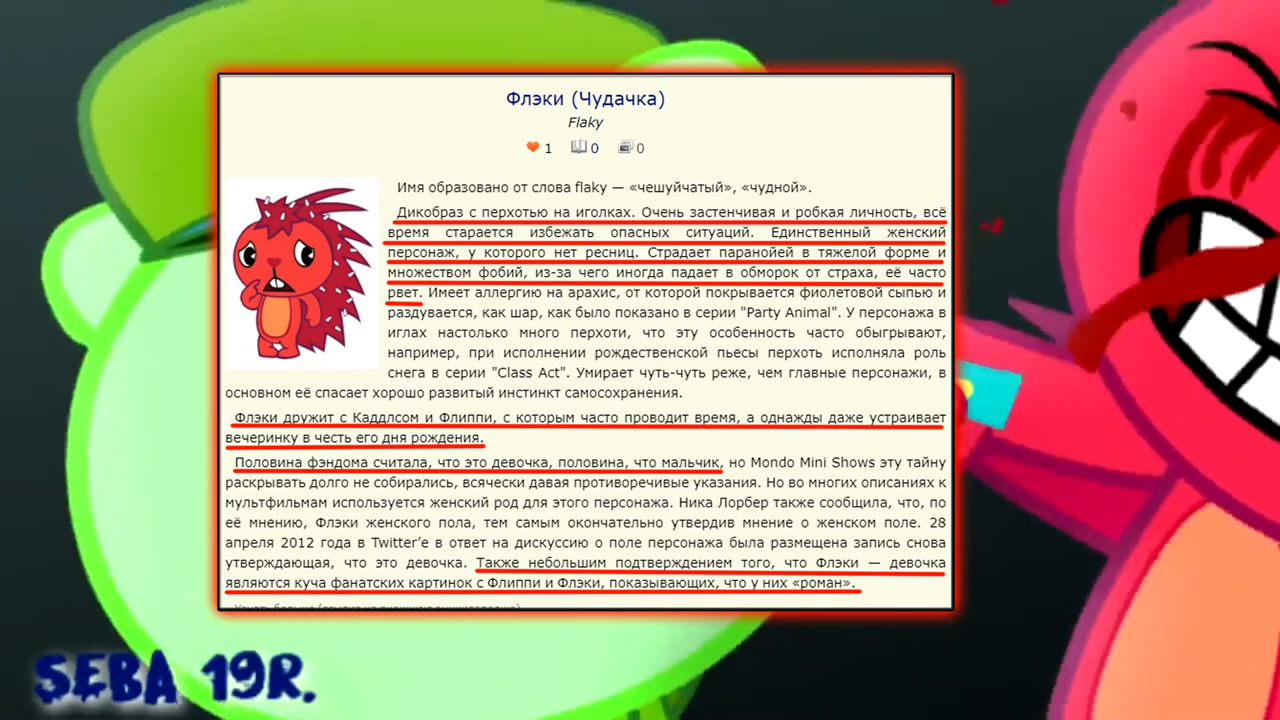 Флэки (Чудачка)
Flaky
1 0 0
Имя образовано от слова flaky — «чешуйчатый», «чудной».
Дикобраз с перхотью на иголках. Очень застенчивая и робкая личность, всё
время старается избежать опасных ситуаций. Единственный женский
персонаж, у которого нет ресниц. Страдает паранойей в тяжелой форме и
множеством фобий, из-за чего иногда падает в обморок от страха, её часто
рвет. Имеет аллергию на арахис, от которой покрывается фиолетовой сыпью и
раздувается, как шар, как было показано в серии "Party Animal". У персонажа в
иглах настолько много перхоти, что эту особенность часто обыгрывают,
например, при исполнении рождественской пьесы перхоть исполняла роль
снега в серии "Class Act". Умирает чуть-чуть реже, чем главные персонажи, в
основном её спасает хорошо развитый инстинкт самосохранения.
Флэки дружит с Каддлсом и Флиппи, с которым часто проводит время, а однажды даже устраивает
вечеринку в честь его дня рождения.
Половина фэндома считала, что это девочка, половина, что мальчик, но Mondo Mini Shows эту тайну
раскрывать долго не собирались, всячески давая противоречивые указания. Но во многих описаниях к
мультфильмам используется женский род для этого персонажа. Ника Лорбер также сообщила, что, по
её мнению, Флэки женского пола, тем самым окончательно утвердив мнение о женском поле. 28
апреля 2012 года в Twitter'е в ответ на дискуссию о поле персонажа была размещена запись снова
утверждающая, что это девочка. Также небольшим подтверждением того, что Флэки — девочка
являются куча фанатских картинок с Флиппи и Флэки, показывающих, что у них «роман».
SEBA 19R.